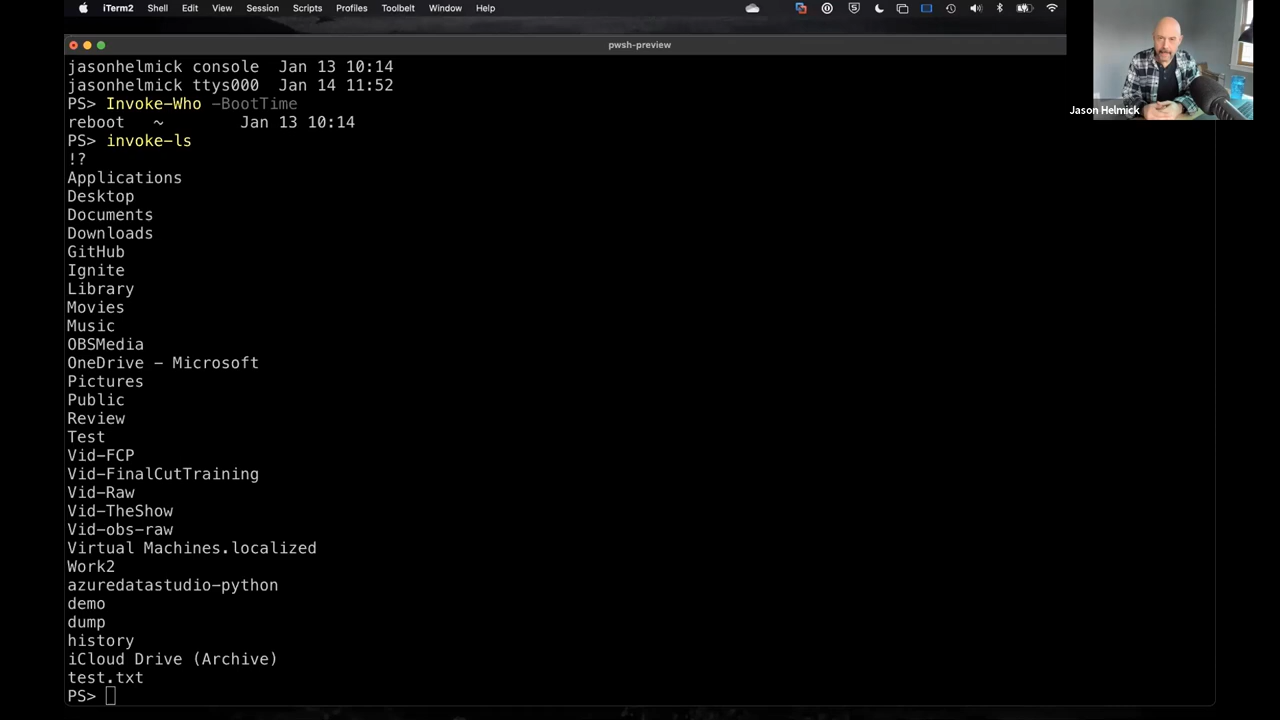 iTerm2 Shell Edit View Session Scripts Profiles Toolbelt Window Help
pwsh-preview
Jason Helmick
jasonhelmick console  Jan 13 10:14
jasonhelmick ttys000  Jan 14 11:52
PS> Invoke-Who -BootTime
reboot   ~        Jan 13 10:14
PS> invoke-ls
!?
Applications
Desktop
Documents
Downloads
GitHub
Ignite
Library
Movies
Music
OBSMedia
OneDrive - Microsoft
Pictures
Public
Review
Test
Vid-FCP
Vid-FinalCutTraining
Vid-Raw
Vid-TheShow
Vid-obs-raw
Virtual Machines.localized
Work2
azuredatastudio-python
demo
dump
history
iCloud Drive (Archive)
test.txt
PS>